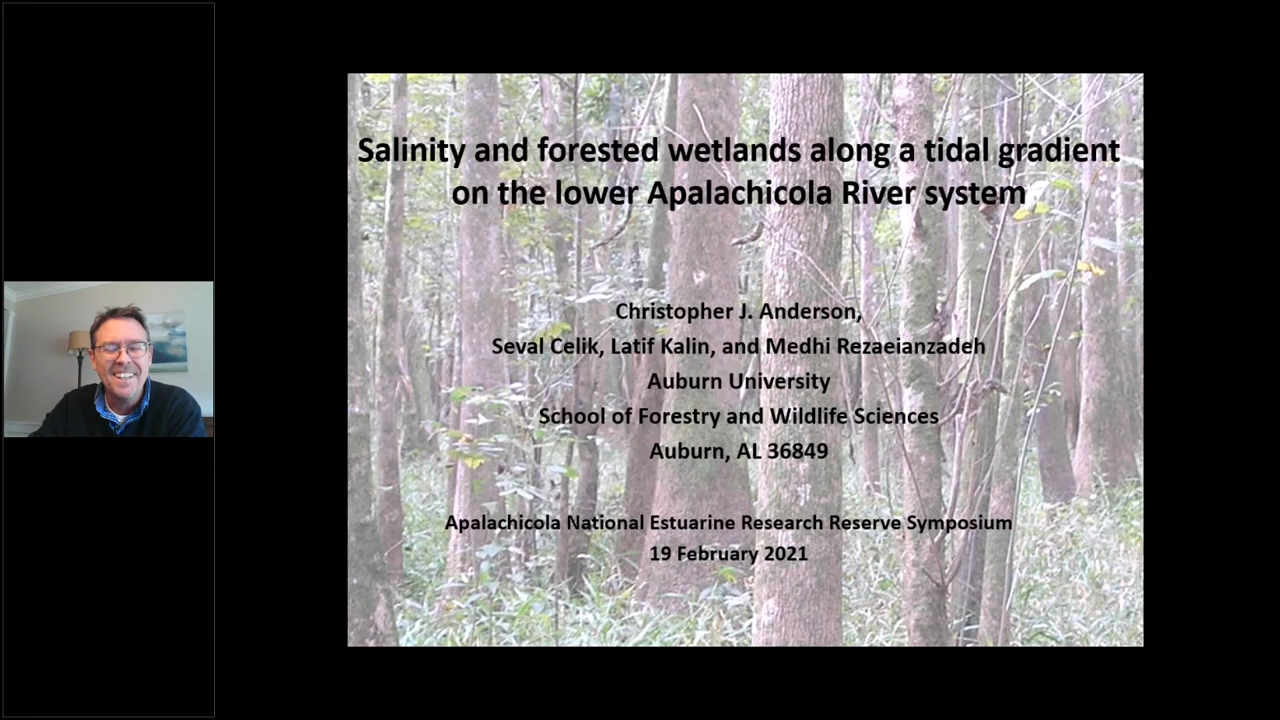 Salinity and forested wetlands along a tidal gradient
on the lower Apalachicola River system
Christopher J. Anderson,
Seval Celik, Latif Kalin, and Medhi Rezaeianzadeh
Auburn University
School of Forestry and Wildlife Sciences
Auburn, AL 36849
Apalachicola National Estuarine Research Reserve Symposium
19 February 2021